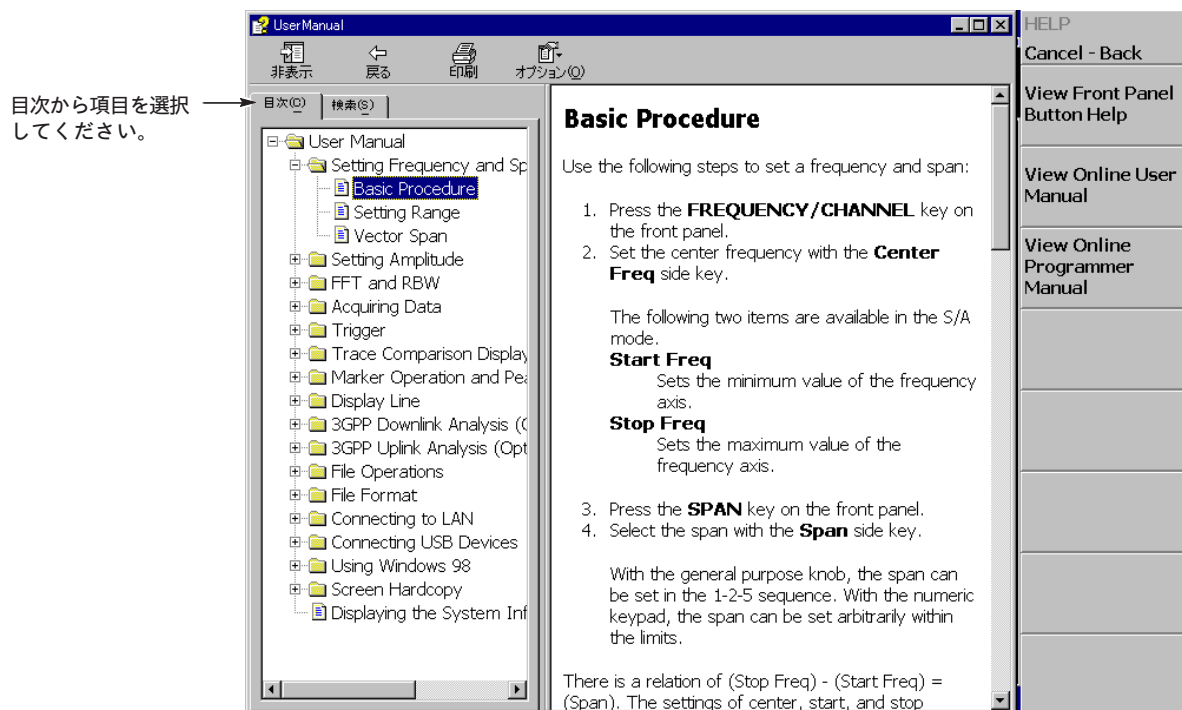 目次から項目を選択
してください。
UserManual
非表示
戻る
印刷
オプション(O)
目次(C)
検索(S)
User Manual
Setting Frequency and Sp
Basic Procedure
Setting Range
Vector Span
Setting Amplitude
FFT and RBW
Acquiring Data
Trigger
Trace Comparison Display
Marker Operation and Pea
Display Line
3GPP Downlink Analysis (O
3GPP Uplink Analysis (Opt
File Operations
File Format
Connecting to LAN
Connecting USB Devices
Using Windows 98
Screen Hardcopy
Displaying the System Inf
Basic Procedure
Use the following steps to set a frequency and span:
1. Press the FREQUENCY/CHANNEL key on
the front panel.
2. Set the center frequency with the Center
Freq side key.
The following two items are available in the S/A
mode.
Start Freq
Sets the minimum value of the frequency
axis.
Stop Freq
Sets the maximum value of the
frequency axis.
3. Press the SPAN key on the front panel.
4. Select the span with the Span side key.
With the general purpose knob, the span can
be set in the 1-2-5 sequence. With the numeric
keypad, the span can be set arbitrarily within
the limits.
There is a relation of (Stop Freq) - (Start Freq) =
(Span). The settings of center, start, and stop
HELP
Cancel - Back
View Front Panel
Button Help
View Online User
Manual
View Online
Programmer
Manual